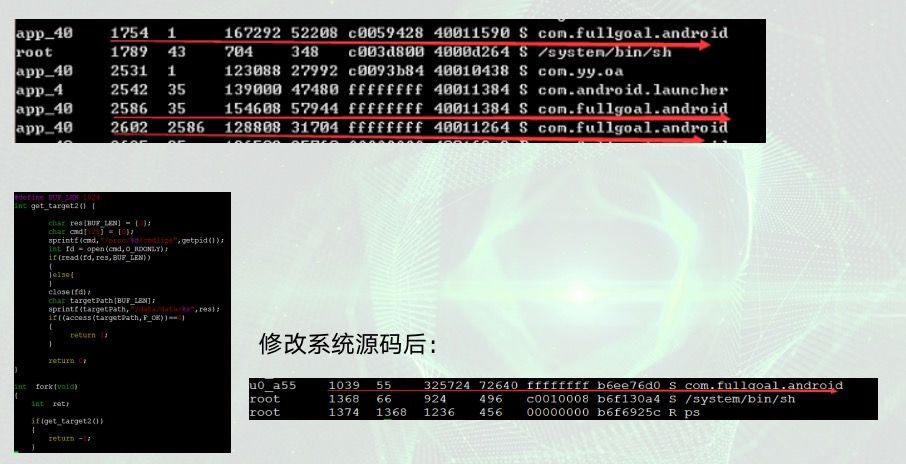 app_40 1754 1 167292 52208 c0059428 40011590 S com.fullgoal.android
root 1789 43 704 348 c003d800 4000d264 S /system/bin/sh
app_40 2531 1 123088 27992 c0093b84 40010438 S com.yy.oa
app_4 2542 35 139000 47480 ffffffff 40011384 S com.android.launcher
app_40 2586 35 154608 57944 ffffffff 40011384 S com.fullgoal.android
app_40 2602 2586 128808 31704 ffffffff 40011264 S com.fullgoal.android
#define BUF_LEN 1024
int get_target2() {
char res[BUF_LEN] = {0};
char cmd[128] = {0};
sprintf(cmd,"/proc/%d/cmdline",getpid());
int fd = open(cmd,O_RDONLY);
if(read(fd,res,BUF_LEN))
{
}else{
}
close(fd);
char targetPath[BUF_LEN];
sprintf(targetPath,"/data/data/%s",res);
if((access(targetPath,F_OK))==0)
{
return 1;
}
return 0;
}
int fork(void)
{
int ret;
if(get_target2())
{
return -1;
}
修改系统源码后:
u0_a55 1039 55 325724 72640 ffffffff b6ee76d0 S com.fullgoal.android
root 1368 66 924 496 c0010008 b6f130a4 S /system/bin/sh
root 1374 1368 1236 456 00000000 b6f6925c R ps